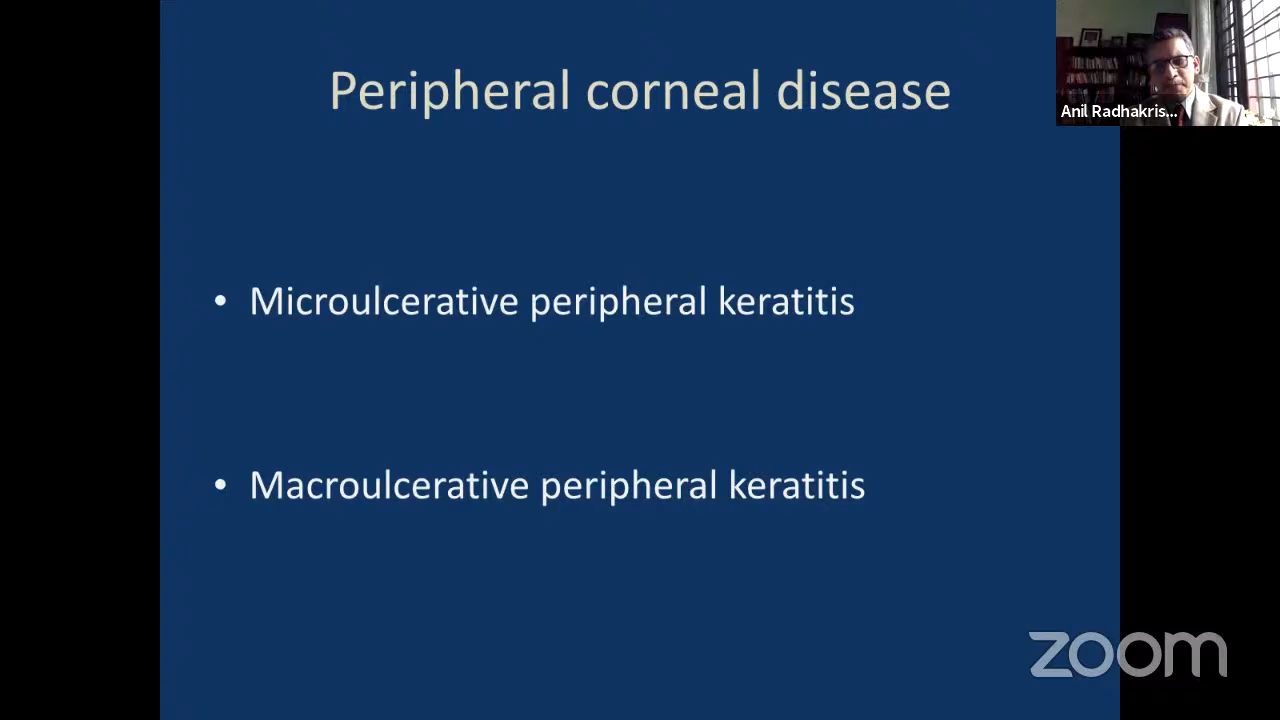 Peripheral corneal disease
Anil Radhakris...
• Microulcerative peripheral keratitis
• Macroulcerative peripheral keratitis
zoom